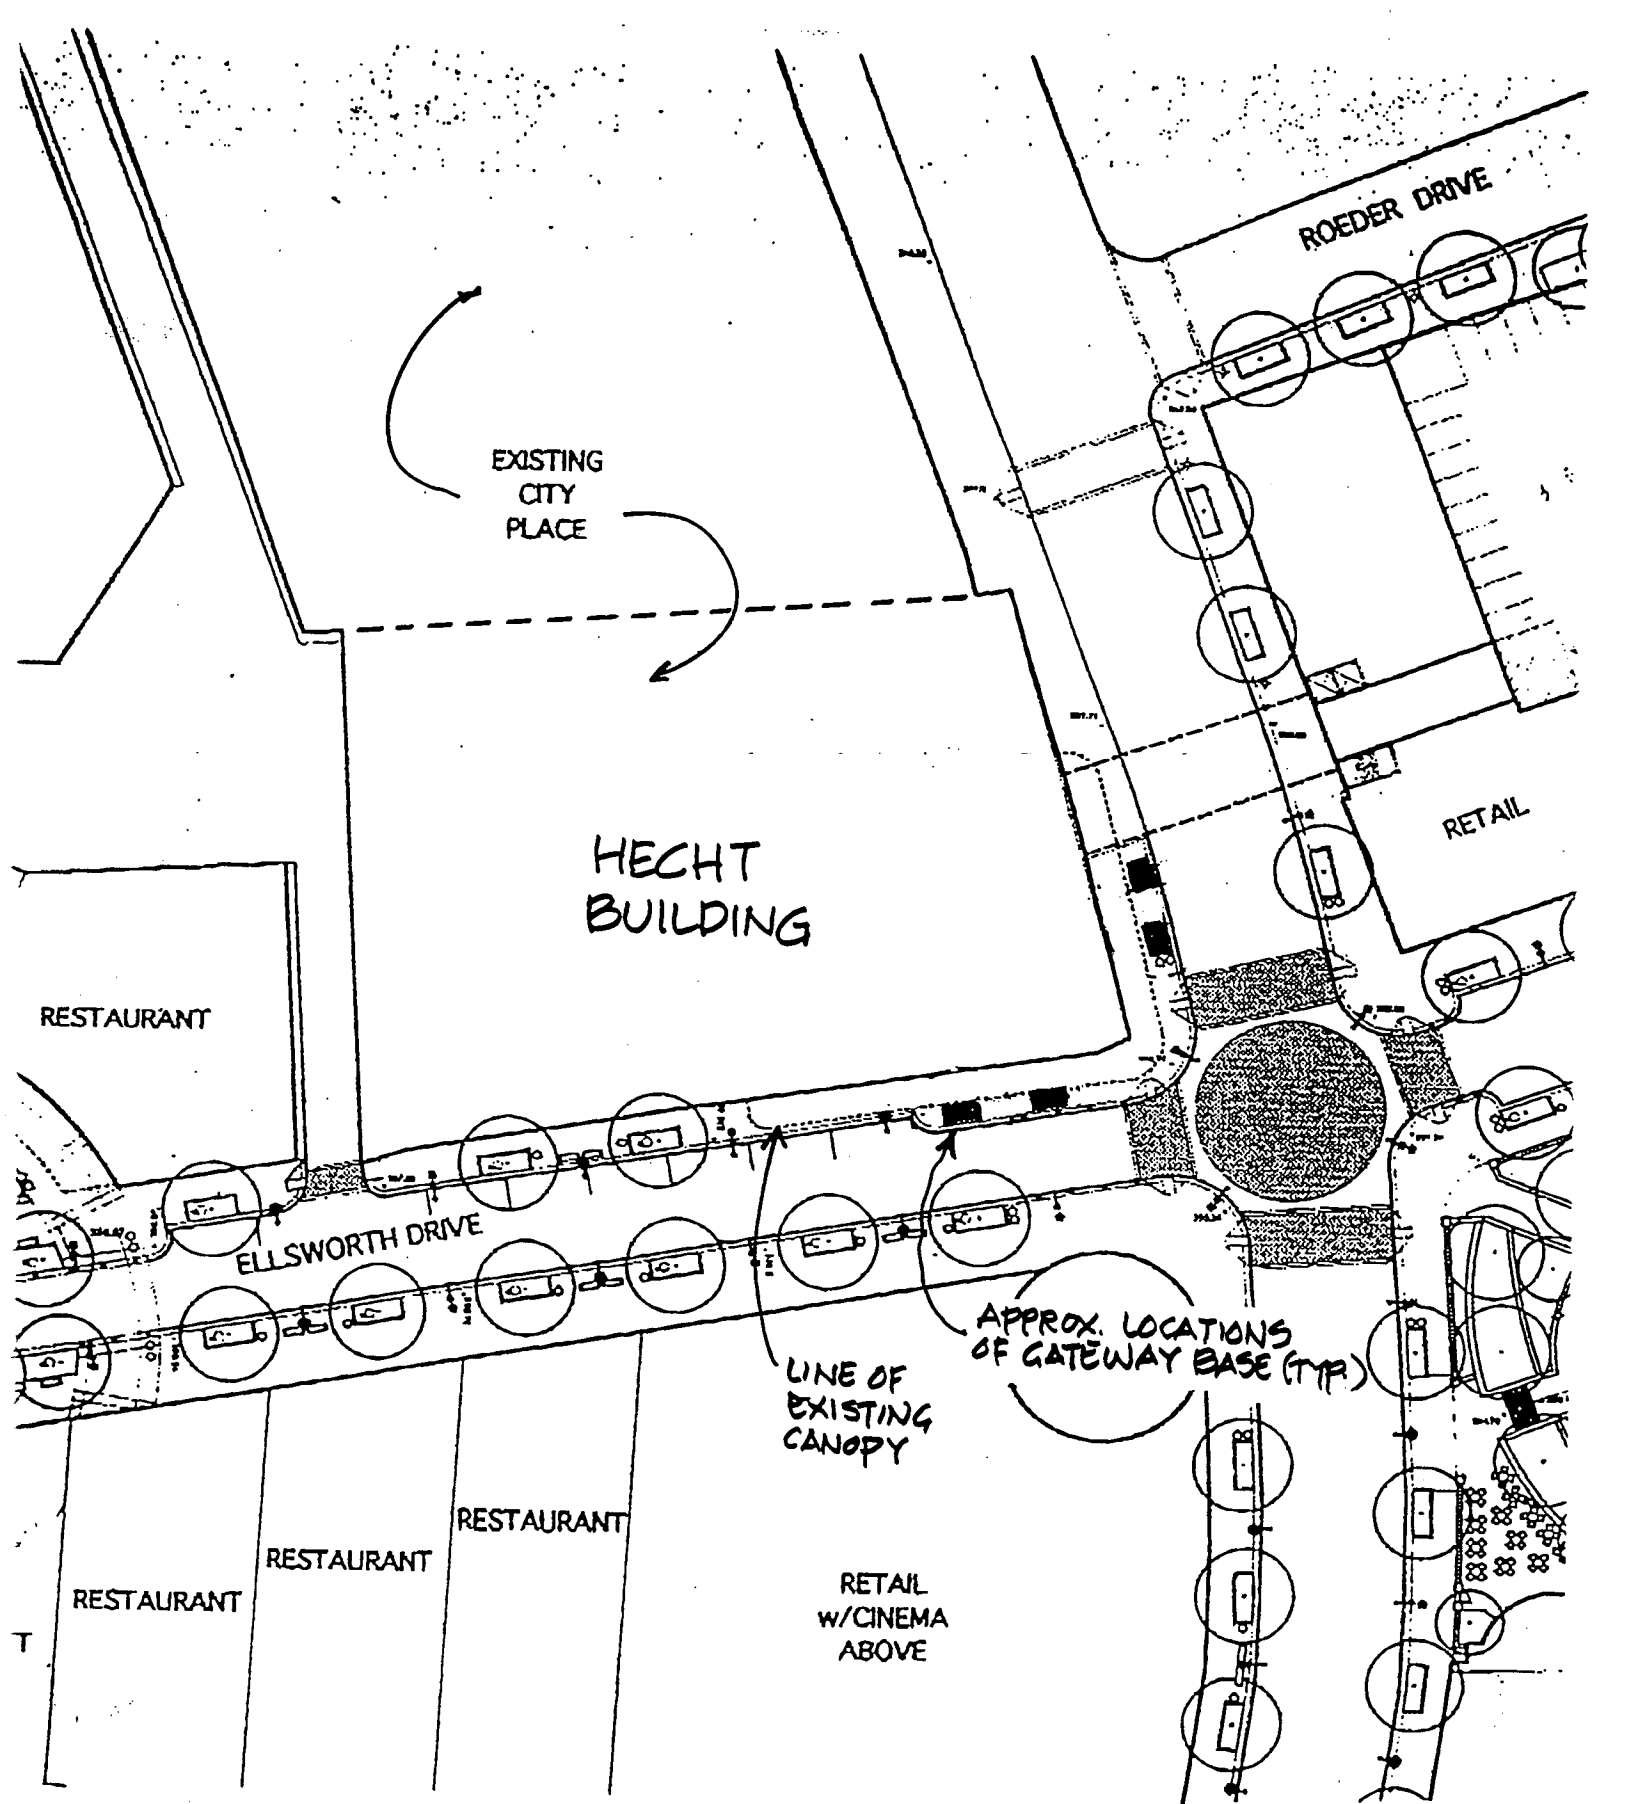 ROEDER DRIVE
EXISTING
CITY
PLACE
RETAIL
HECHT
BUILDING
RESTAURANT
ELLSWORTH DRIVE
APPROX. LOCATIONS
OF GATEWAY BASE (TYP.)
LINE OF
EXISTING
CANOPY
RESTAURANT
RESTAURANT
RESTAURANT
RETAIL
W/CINEMA
ABOVE
T